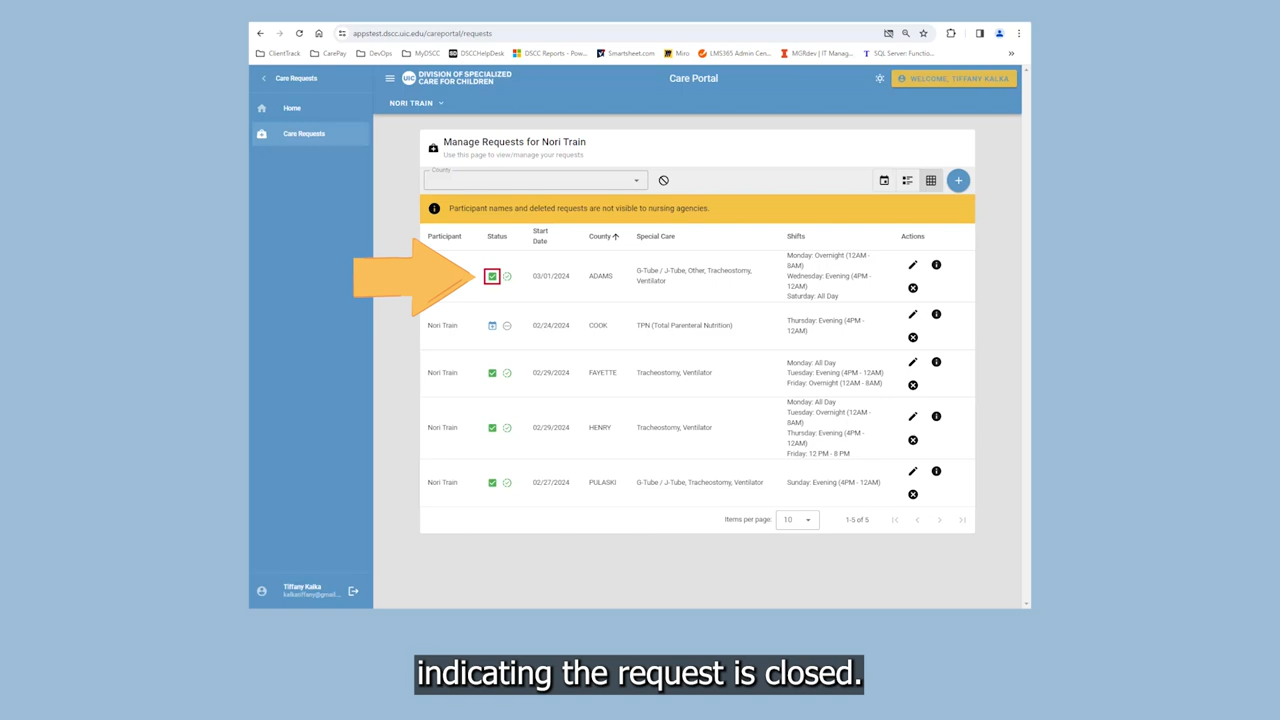 appstest.dscc.uic.edu/careportal/requests
ClientTrack
CarePay
DevOps
MyDSCC
DSCCHelpDesk
DSCC Reports - Pow...
Smartsheet.com
Miro
LMS365 Admin Cen...
MGRdev | IT Manag...
SQL Server: Functio...
Care Requests
UIC DIVISION OF SPECIALIZED
CARE FOR CHILDREN
Care Portal
WELCOME, TIFFANY KALKA
Home
NORI TRAIN
Care Requests
Manage Requests for Nori Train
Use this page to view/manage your requests
County
Participant names and deleted requests are not visible to nursing agencies.
Participant Status Start Date County Special Care Shifts Actions
03/01/2024 ADAMS G-Tube / J-Tube, Other, Tracheostomy,
Ventilator
Monday: Overnight (12AM -
8AM)
Wednesday: Evening (4PM -
12AM)
Saturday: All Day
Nori Train 02/24/2024 COOK TPN (Total Parenteral Nutrition)
Thursday: Evening (4PM -
12AM)
Nori Train 02/29/2024 FAYETTE Tracheostomy, Ventilator
Monday: All Day
Tuesday: Evening (4PM - 12AM)
Friday: Overnight (12AM - 8AM)
Nori Train 02/29/2024 HENRY Tracheostomy, Ventilator
Monday: All Day
Tuesday: Overnight (12AM -
8AM)
Thursday: Evening (4PM -
12AM)
Friday: 12 PM - 8 PM
Nori Train 02/27/2024 PULASKI G-Tube / J-Tube, Tracheostomy, Ventilator Sunday: Evening (4PM - 12AM)
Items per page: 10 1-5 of 5
Tiffany Kalka
kalkatiffany@gmail....
indicating the request is closed.